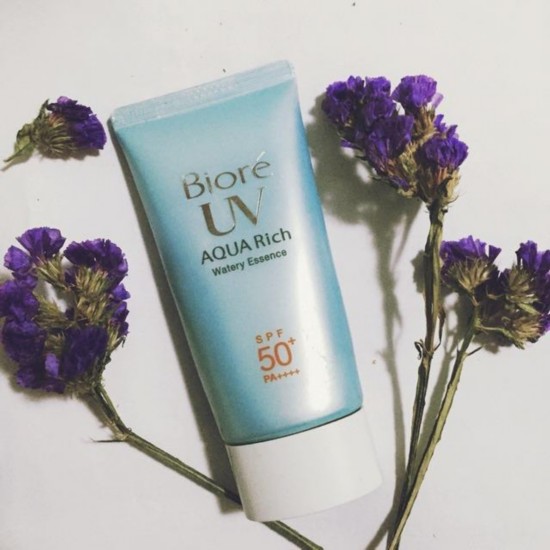 Bioré
UV
AQUA Rich
Watery Essence
SPF
50+
PA++++